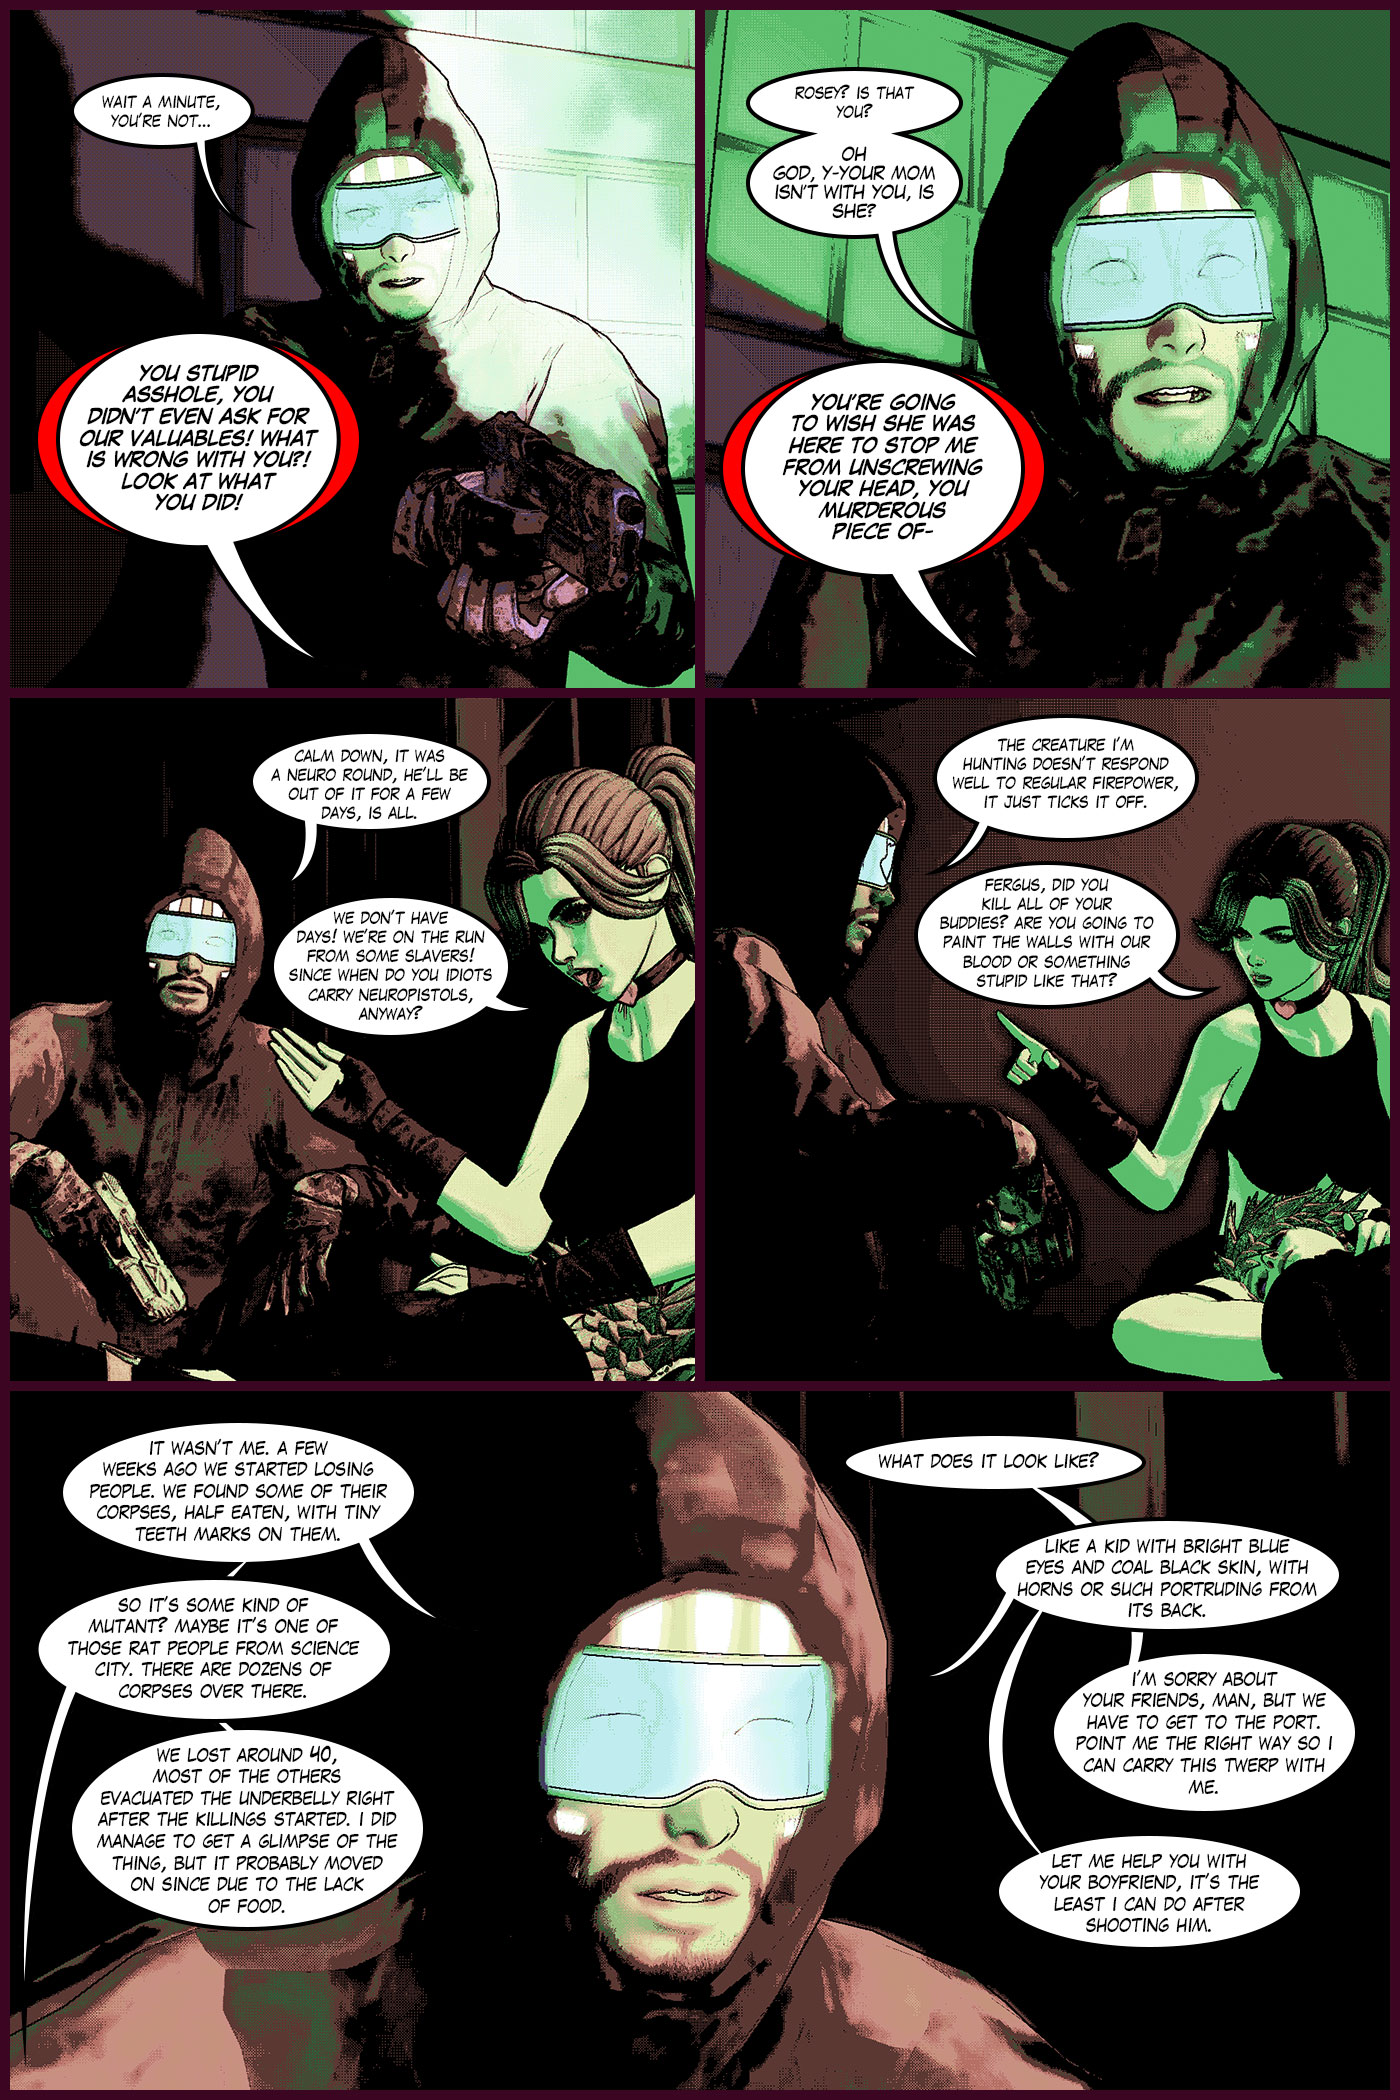 WAIT A MINUTE,
YOU'RE NOT...
YOU STUPID
ASSHOLE, YOU
DIDN'T EVEN ASK FOR
OUR VALUABLES! WHAT
IS WRONG WITH YOU?!
LOOK AT WHAT
YOU DID!
ROSEY? IS THAT
YOU?
OH
GOD, Y-YOUR MOM
ISN'T WITH YOU, IS
SHE?
YOU'RE GOING
TO WISH SHE WAS
HERE TO STOP ME
FROM UNSCREWING
YOUR HEAD, YOU
MURDEROUS
PIECE OF-
CALM DOWN, IT WAS
A NEURO ROUND, HE'LL BE
OUT OF IT FOR A FEW
DAYS, IS ALL.
WE DON'T HAVE
DAYS! WE'RE ON THE RUN
FROM SOME SLAVERS!
SINCE WHEN DO YOU IDIOTS
CARRY NEUROPISTOLS,
ANYWAY?
THE CREATURE I'M
HUNTING DOESN'T RESPOND
WELL TO REGULAR FIREPOWER,
IT JUST TICKS IT OFF.
FERGUS, DID YOU
KILL ALL OF YOUR
BUDDIES? ARE YOU GOING TO
PAINT THE WALLS WITH OUR
BLOOD OR SOMETHING
STUPID LIKE THAT?
IT WASN'T ME. A FEW
WEEKS AGO WE STARTED LOSING
PEOPLE. WE FOUND SOME OF THEIR
CORPSES, HALF EATEN, WITH TINY
TEETH MARKS ON THEM.
SO IT'S SOME KIND OF
MUTANT? MAYBE IT'S ONE OF
THOSE RAT PEOPLE FROM SCIENCE
CITY. THERE ARE DOZENS OF
CORPSES OVER THERE.
WE LOST AROUND 40,
MOST OF THE OTHERS
EVACUATED THE UNDERBELLY RIGHT
AFTER THE KILLINGS STARTED. I DID
MANAGE TO GET A GLIMPSE OF THE
THING, BUT IT PROBABLY MOVED
ON SINCE DUE TO THE LACK
OF FOOD.
WHAT DOES IT LOOK LIKE?
LIKE A KID WITH BRIGHT BLUE
EYES AND COAL BLACK SKIN, WITH
HORNS OR SUCH PORTRUDING FROM
ITS BACK.
I'M SORRY ABOUT
YOUR FRIENDS, MAN, BUT WE
HAVE TO GET TO THE PORT.
POINT ME THE RIGHT WAY SO I
CAN CARRY THIS TWERP WITH
ME.
LET ME HELP YOU WITH
YOUR BOYFRIEND, IT'S THE
LEAST I CAN DO AFTER
SHOOTING HIM.